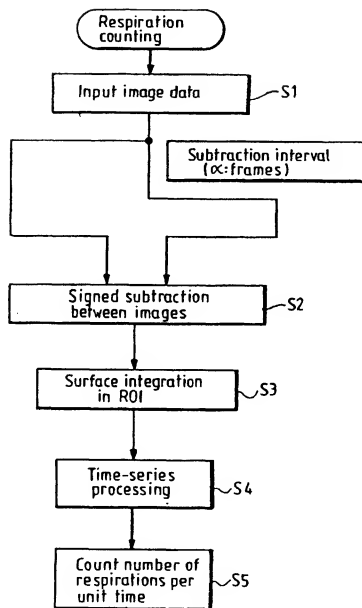 Respiration
counting
Input image data
S1
Subtraction interval
(α:frames)
Signed subtraction
between images
S2
Surface integration
in ROI
S3
Time-series
processing
S4
Count number of
respirations per
unit time
S5